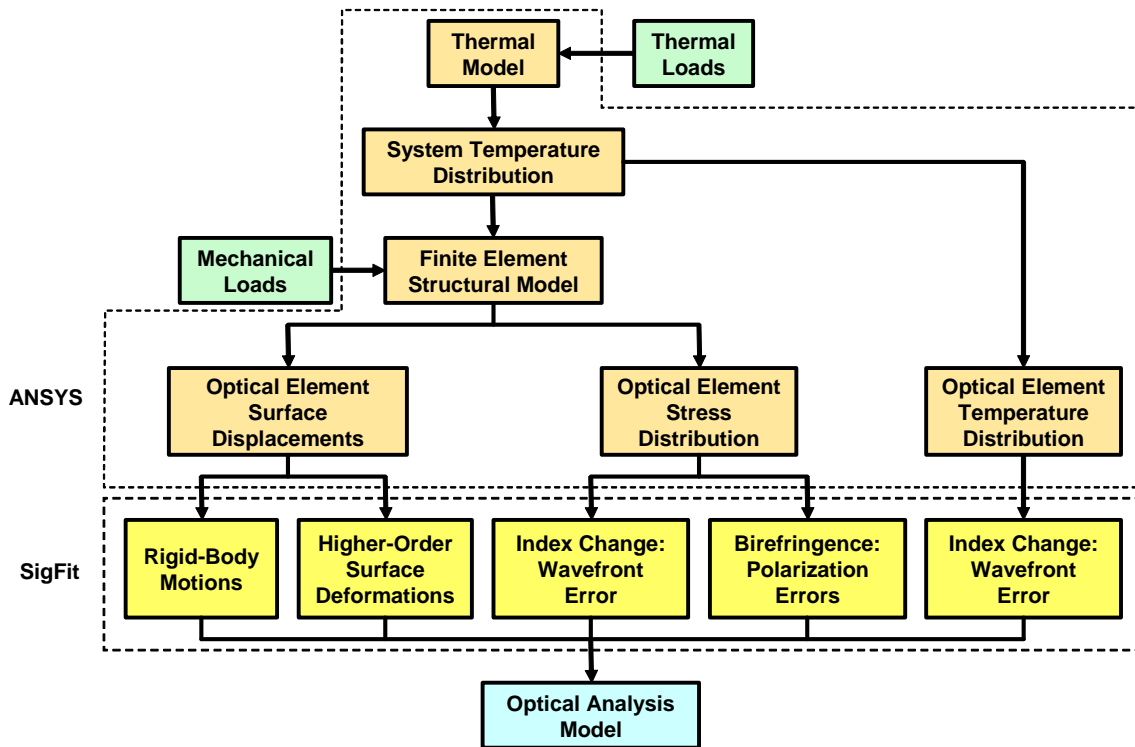 Thermal
Model
Thermal
Loads
System Temperature
Distribution
Mechanical
Loads
Finite Element
Structural Model
ANSYS
Optical Element
Surface
Displacements
Optical Element
Stress
Distribution
Optical Element
Temperature
Distribution
SigFit
Rigid-Body
Motions
Higher-Order
Surface
Deformations
Index Change:
Wavefront
Error
Birefringence:
Polarization
Errors
Index Change:
Wavefront
Error
Optical Analysis
Model